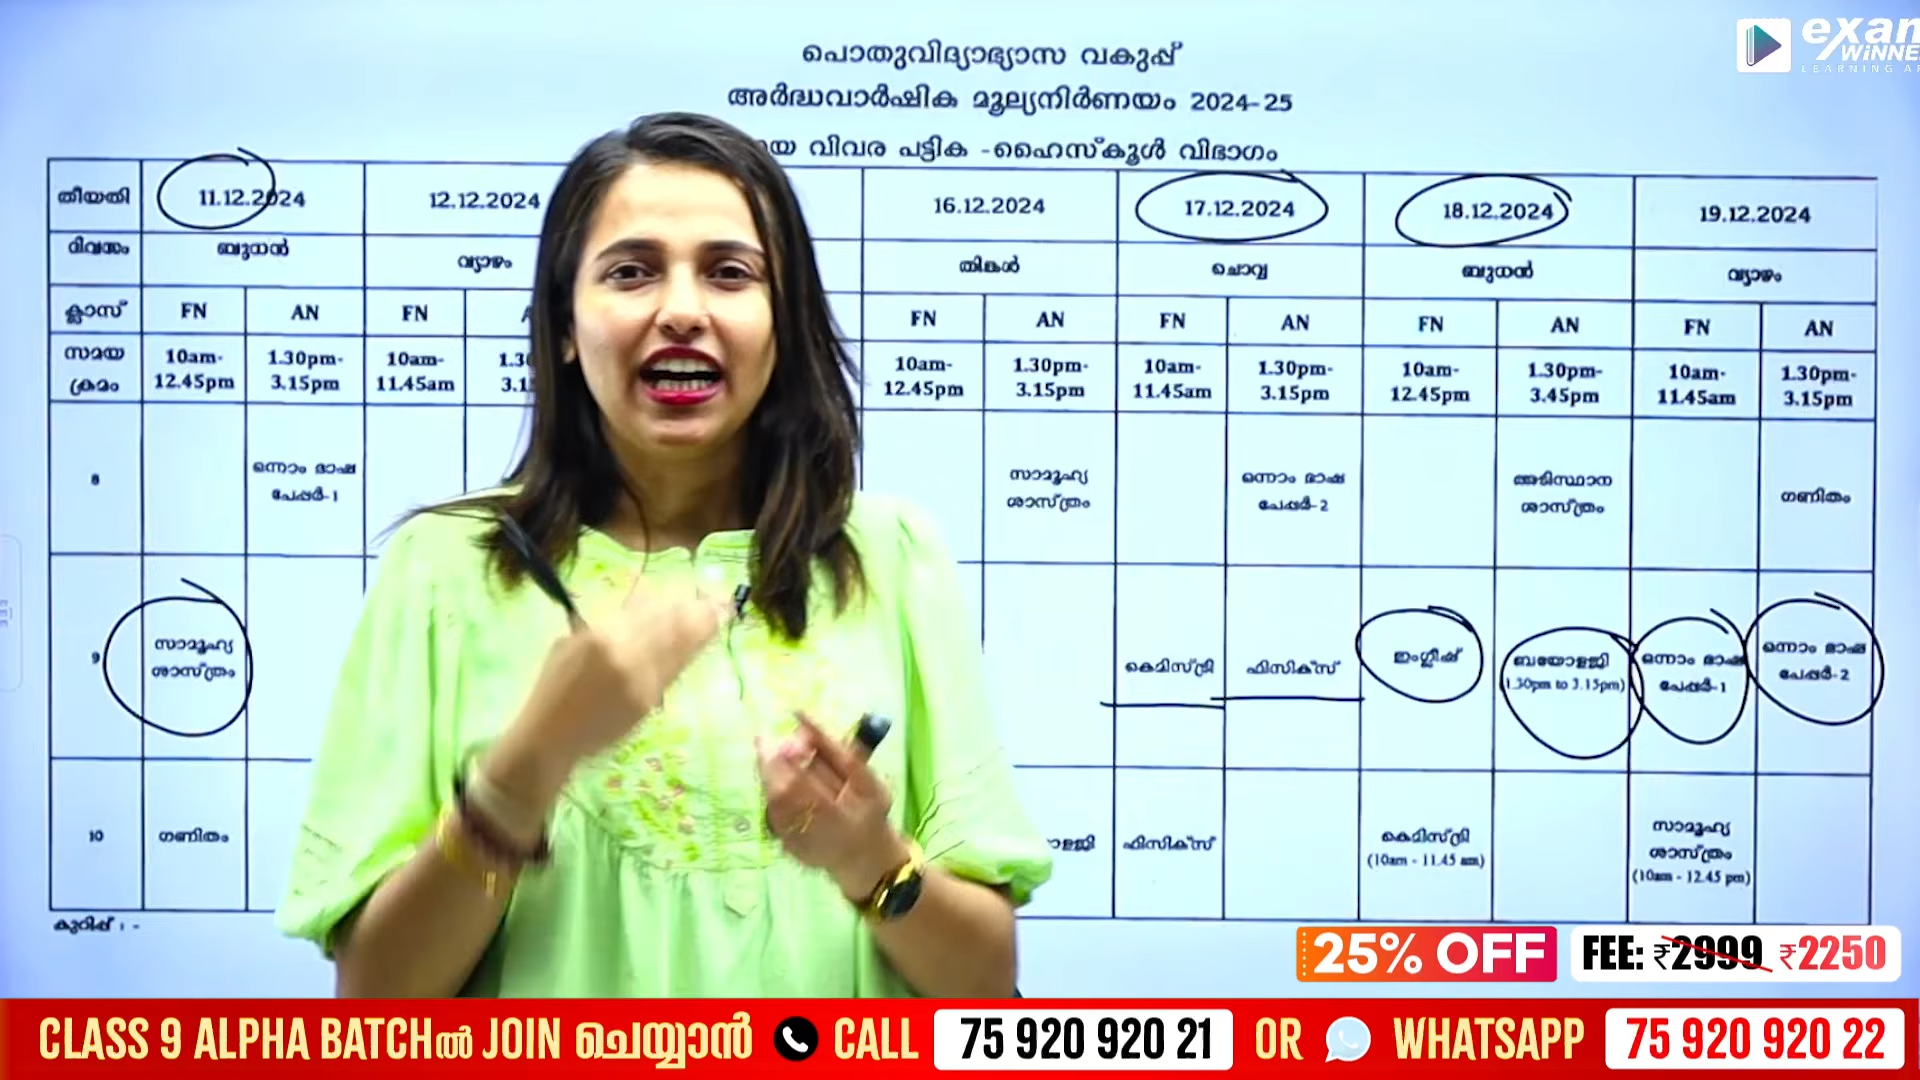 exam
WiNNE
LEARNING AP
പൊതുവിദ്യാഭ്യാസ വകുപ്പ്
അർദ്ധവാർഷിക മൂല്യനിർണയം 2024-25
വിവര പട്ടിക -ഹൈസ്കൂൾ വിഭാഗം
തീയതി 11.12.2024 12.12.2024 16.12.2024 17.12.2024 18.12.2024 19.12.2024
ദിവസം ബുധൻ വ്യാഴം തിങ്കൾ ചൊവ്വ ബുധൻ വ്യാഴം
ക്ലാസ് FN AN FN FN AN FN AN FN AN FN AN
സമയ ക്രമം 10am-12.45pm 1.30pm-3.15pm 10am-11.45am 10am-12.45pm 1.30pm-3.15pm 10am-11.45am 1.30pm-3.15pm 10am-12.45pm 1.30pm-3.45pm 10am-11.45am 1.30pm-3.15pm
8 ഒന്നാം ഭാഷ പേപ്പർ-1 സാമൂഹ്യ ശാസ്ത്രം ഒന്നാം ഭാഷ പേപ്പർ-2 അടിസ്ഥാന ശാസ്ത്രം ഗണിതം
9 സാമൂഹ്യ ശാസ്ത്രം കെമിസ്ട്രി ഫിസിക്സ് ഇംഗ്ലീഷ് ബയോളജി (1.30pm to 3.15pm) ഒന്നാം ഭാഷ പേപ്പർ-1 ഒന്നാം ഭാഷ പേപ്പർ-2
10 ഗണിതം ഫിസിക്സ് കെമിസ്ട്രി (10am - 11.45 am) സാമൂഹ്യ ശാസ്ത്രം (10am - 12.45 pm)
കുറിപ്പ് : -
25% OFF FEE: ₹2999 ₹2250
CLASS 9 ALPHA BATCHൽ JOIN ചെയ്യാൻ CALL 75 920 920 21 OR WHATSAPP 75 920 920 22